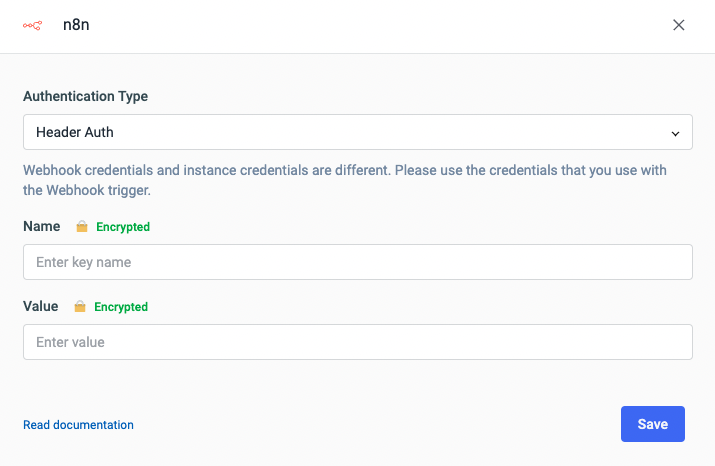 n8n
Authentication Type
Header Auth
Webhook credentials and instance credentials are different. Please use the credentials that you use with
the Webhook trigger.
Name Encrypted
Enter key name
Value Encrypted
Enter value
Read documentation Save